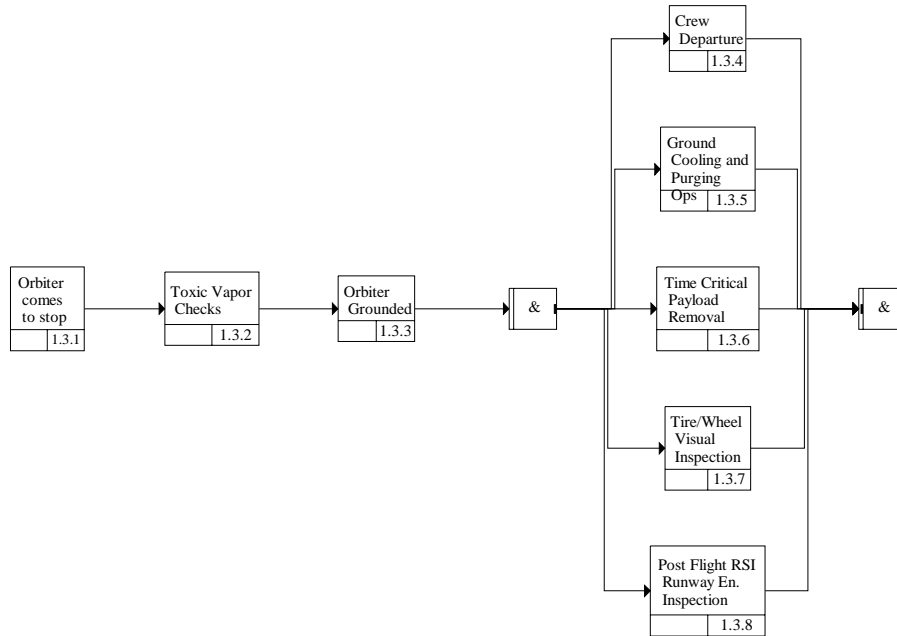 Orbiter
comes
to stop
1.3.1
Toxic Vapor
Checks
1.3.2
Orbiter
Grounded
1.3.3
&
Crew
Departure
1.3.4
Ground
Cooling and
Purging
Ops
1.3.5
Time Critical
Payload
Removal
1.3.6
Tire/Wheel
Visual
Inspection
1.3.7
Post Flight RSI
Runway En.
Inspection
1.3.8
&